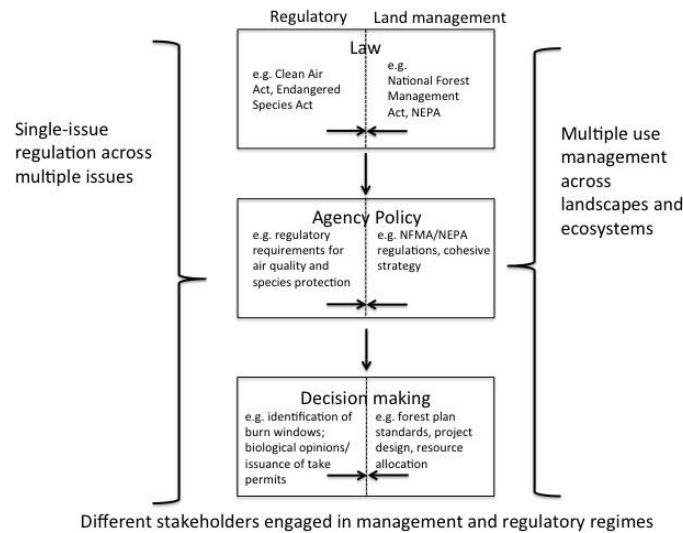 Regulatory
Land management
Law
e.g. Clean Air
Act, Endangered
Species Act
e.g.
National Forest
Management
Act, NEPA
Single-issue
regulation across
multiple issues
Multiple use
management
across
landscapes and
ecosystems
Agency Policy
e.g. regulatory
requirements for
air quality and
species protection
e.g. NFMA/NEPA
regulations, cohesive
strategy
Decision making
e.g. identification of
burn windows;
biological opinions/
issuance of take
permits
e.g. forest plan
standards, project
design, resource
allocation
Different stakeholders engaged in management and regulatory regimes